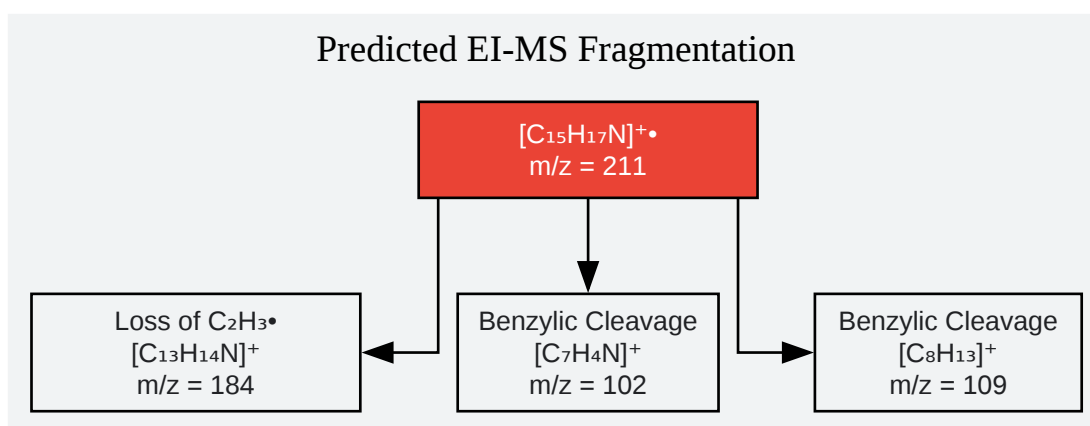 Predicted EI-MS Fragmentation
[C₁₅H₁₇N]⁺•
m/z = 211
Loss of C₂H₃•
[C₁₃H₁₄N]⁺
m/z = 184
Benzylic Cleavage
[C₇H₄N]⁺
m/z = 102
Benzylic Cleavage
[C₈H₁₃]⁺
m/z = 109